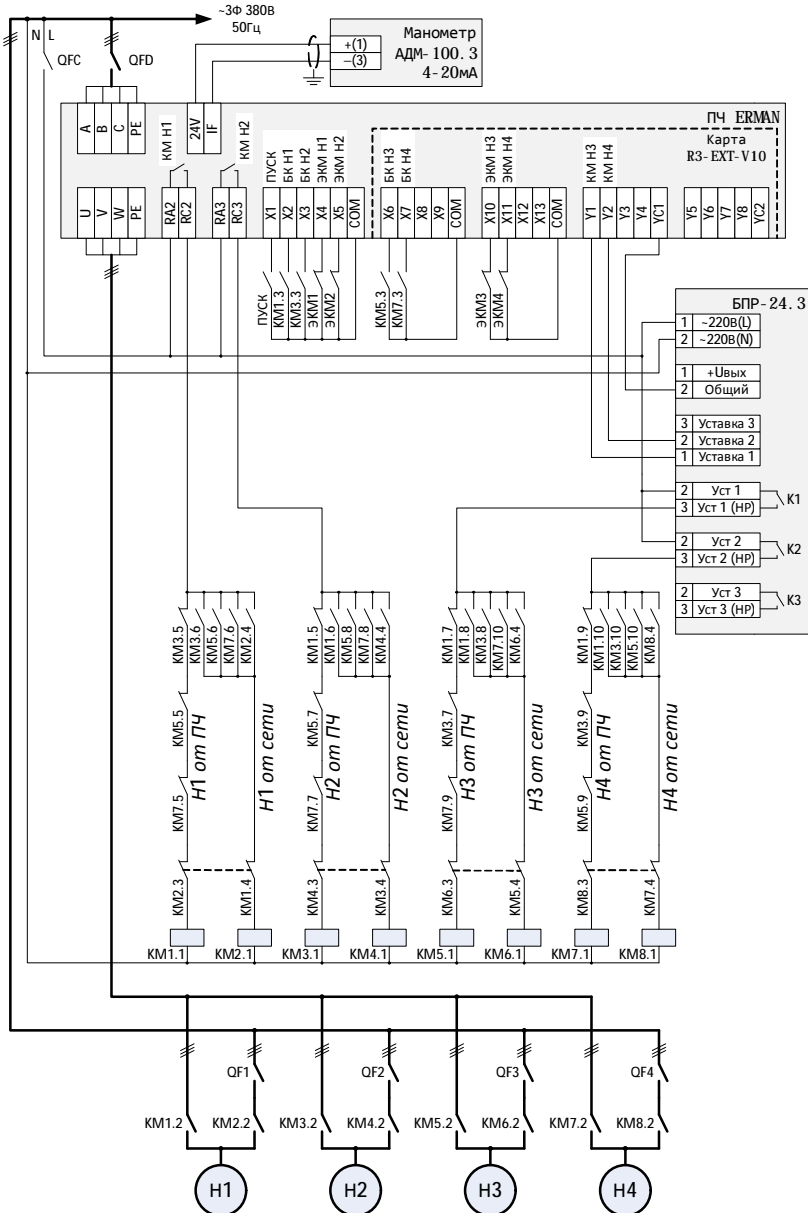 ~3Ф 380В
50Гц
N L
QFC
QFD
Манометр
АДМ-100.3
4-20мА
+(1)
–(3)
ПЧ ERMAN
Карта
R3-EXT-V10
A
B
C
PE
КМ Н1
24V
IF
КМ Н2
ПУСК
БК Н1
БК Н2
ЭКМ Н1
ЭКМ Н2
БК Н3
БК Н4
ЭКМ Н3
ЭКМ Н4
КМ Н3
КМ Н4
U
V
W
PE
RA2
RC2
RA3
RC3
X1
X2
X3
X4
X5
COM
X6
X7
X8
X9
COM
X10
X11
X12
X13
COM
Y1
Y2
Y3
Y4
YC1
Y5
Y6
Y7
Y8
YC2
ПУСК
КМ1.3
КМ3.3
ЭКМ1
ЭКМ2
КМ5.3
КМ7.3
ЭКМ3
ЭКМ4
БПР-24.3
1 ~220В(L)
2 ~220В(N)
1 +Uвых
2 Общий
3 Уставка 3
2 Уставка 2
1 Уставка 1
2 Уст 1
3 Уст 1 (НР)
К1
2 Уст 2
3 Уст 2 (НР)
К2
2 Уст 3
3 Уст 3 (НР)
К3
КМ3.5
КМ3.6
КМ5.6
КМ7.6
КМ2.4
КМ1.5
КМ1.6
КМ5.8
КМ7.8
КМ4.4
КМ1.7
КМ1.8
КМ3.8
КМ7.10
КМ6.4
КМ1.9
КМ1.10
КМ3.10
КМ5.10
КМ8.4
КМ5.5
КМ5.7
КМ3.7
КМ3.9
Н1 от ПЧ
Н1 от сети
Н2 от ПЧ
Н2 от сети
Н3 от ПЧ
Н3 от сети
Н4 от ПЧ
Н4 от сети
КМ7.5
КМ7.7
КМ7.9
КМ5.9
КМ2.3
КМ1.4
КМ4.3
КМ3.4
КМ6.3
КМ5.4
КМ8.3
КМ7.4
КМ1.1
КМ2.1
КМ3.1
КМ4.1
КМ5.1
КМ6.1
КМ7.1
КМ8.1
QF1
QF2
QF3
QF4
КМ1.2
КМ2.2
КМ3.2
КМ4.2
КМ5.2
КМ6.2
КМ7.2
КМ8.2
Н1
Н2
Н3
Н4